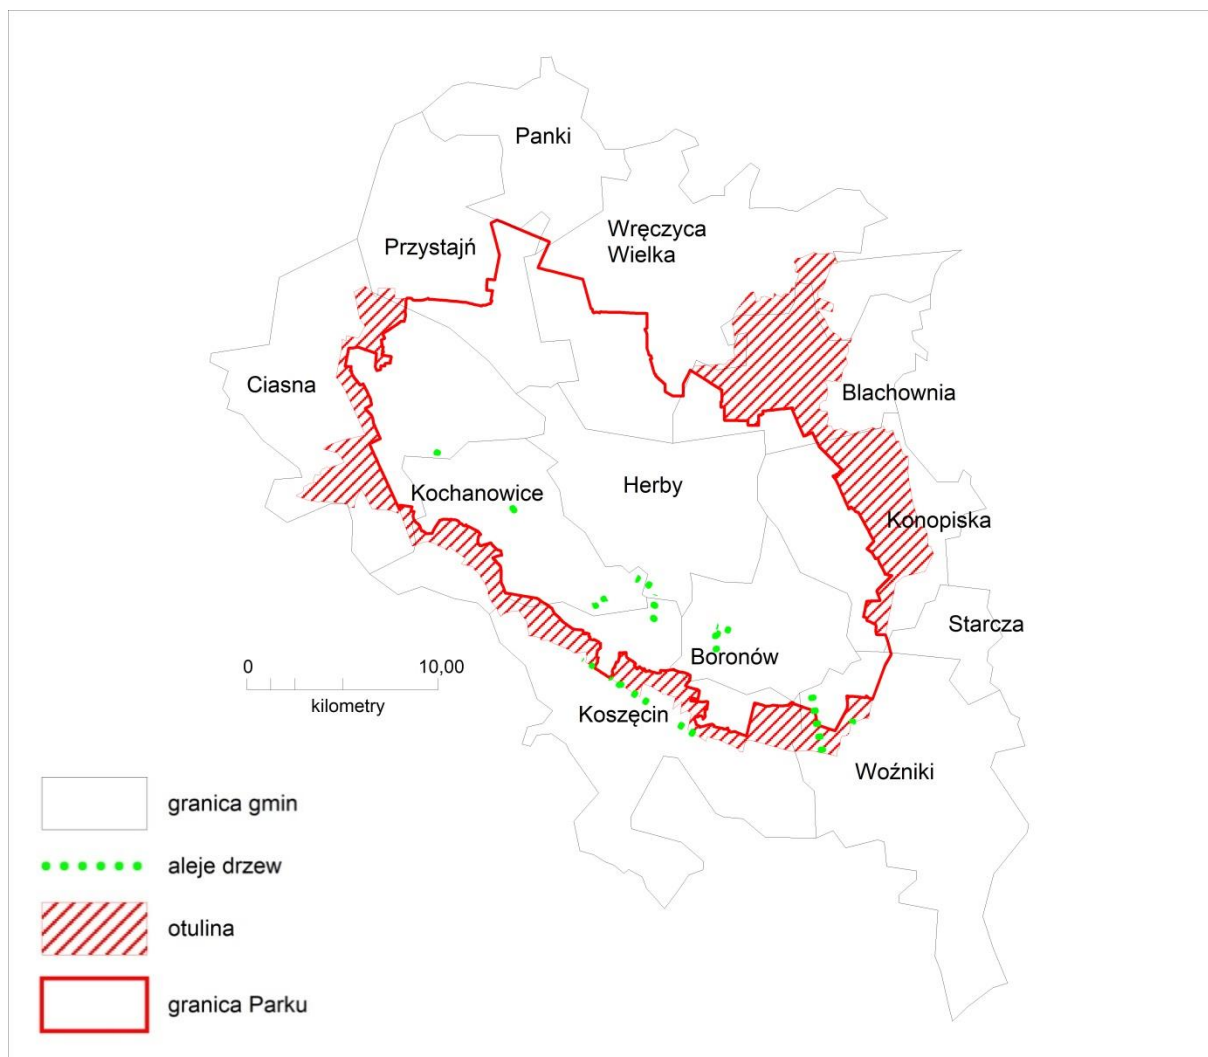 Panki
Wręczyca
Wielka
Przystajń
Ciasna
Blachownia
Kochanowice
Herby
Konopiska
Starcza
Boronów
0 10,00
kilometry
Koszęcin
Woźniki
granica gmin
aleje drzew
otulina
granica Parku